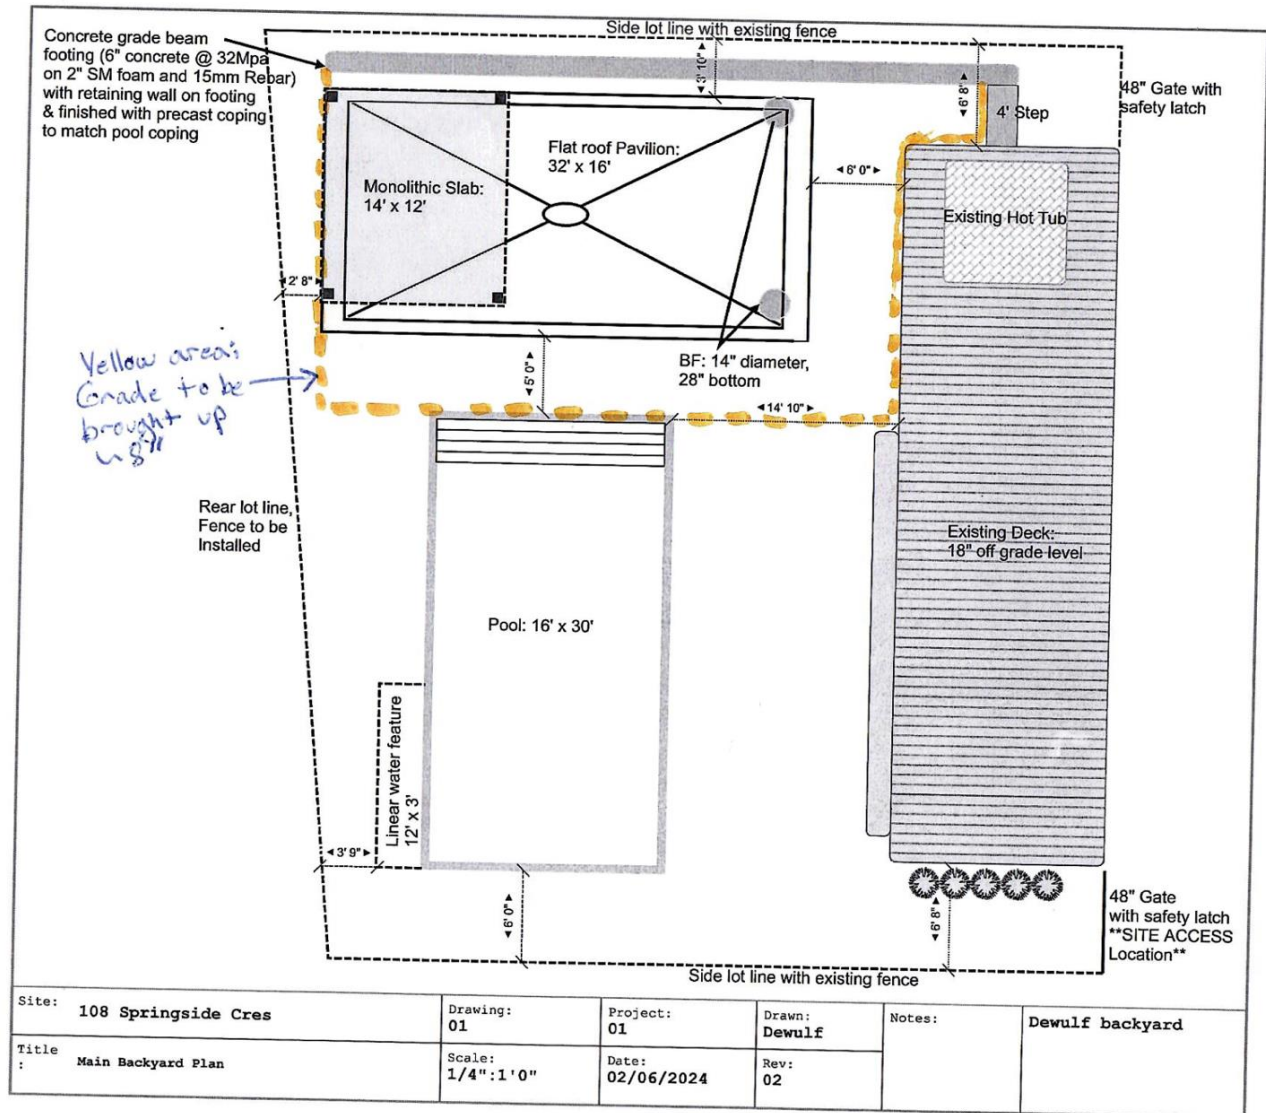 Side lot line with existing fence
Concrete grade beam
footing (6" concrete @ 32Mpa
on 2" SM foam and 15mm Rebar)
with retaining wall on footing
& finished with precast coping
to match pool coping
3' 10"
6' 8"
48" Gate with
safety latch
4' Step
Flat roof Pavilion:
32' x 16'
Monolithic Slab:
14' x 12'
6' 0"
Existing Hot Tub
2' 8"
BF: 14" diameter,
28" bottom
5' 0"
Yellow area:
Grade to be
brought up
14' 10"
Rear lot line,
Fence to be
Installed
Existing Deck:
18" off grade level
Pool: 16' x 30'
Linear water feature
12' x 3'
3' 9"
6' 0"
6' 8"
48" Gate
with safety latch
**SITE ACCESS
Location**
Side lot line with existing fence
Site: 108 Springside Cres
Drawing:
01
Project:
01
Drawn:
Dewulf
Notes:
Dewulf backyard
Title
: Main Backyard Plan
Scale:
1/4":1'0"
Date:
02/06/2024
Rev:
02